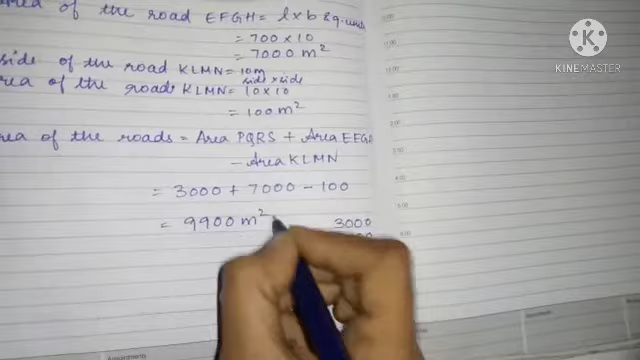 area of the road EFGH = l x b sq. units
= 700 x 10
= 7000 m²
side of the road KLMN = 10m
side x side
area of the road KLMN = 10 x 10
= 100 m²
area of the roads = Area PQRS + Area EFGH
- Area KLMN
= 3000 + 7000 - 100
= 9900 m²
3000
KINEMASTER